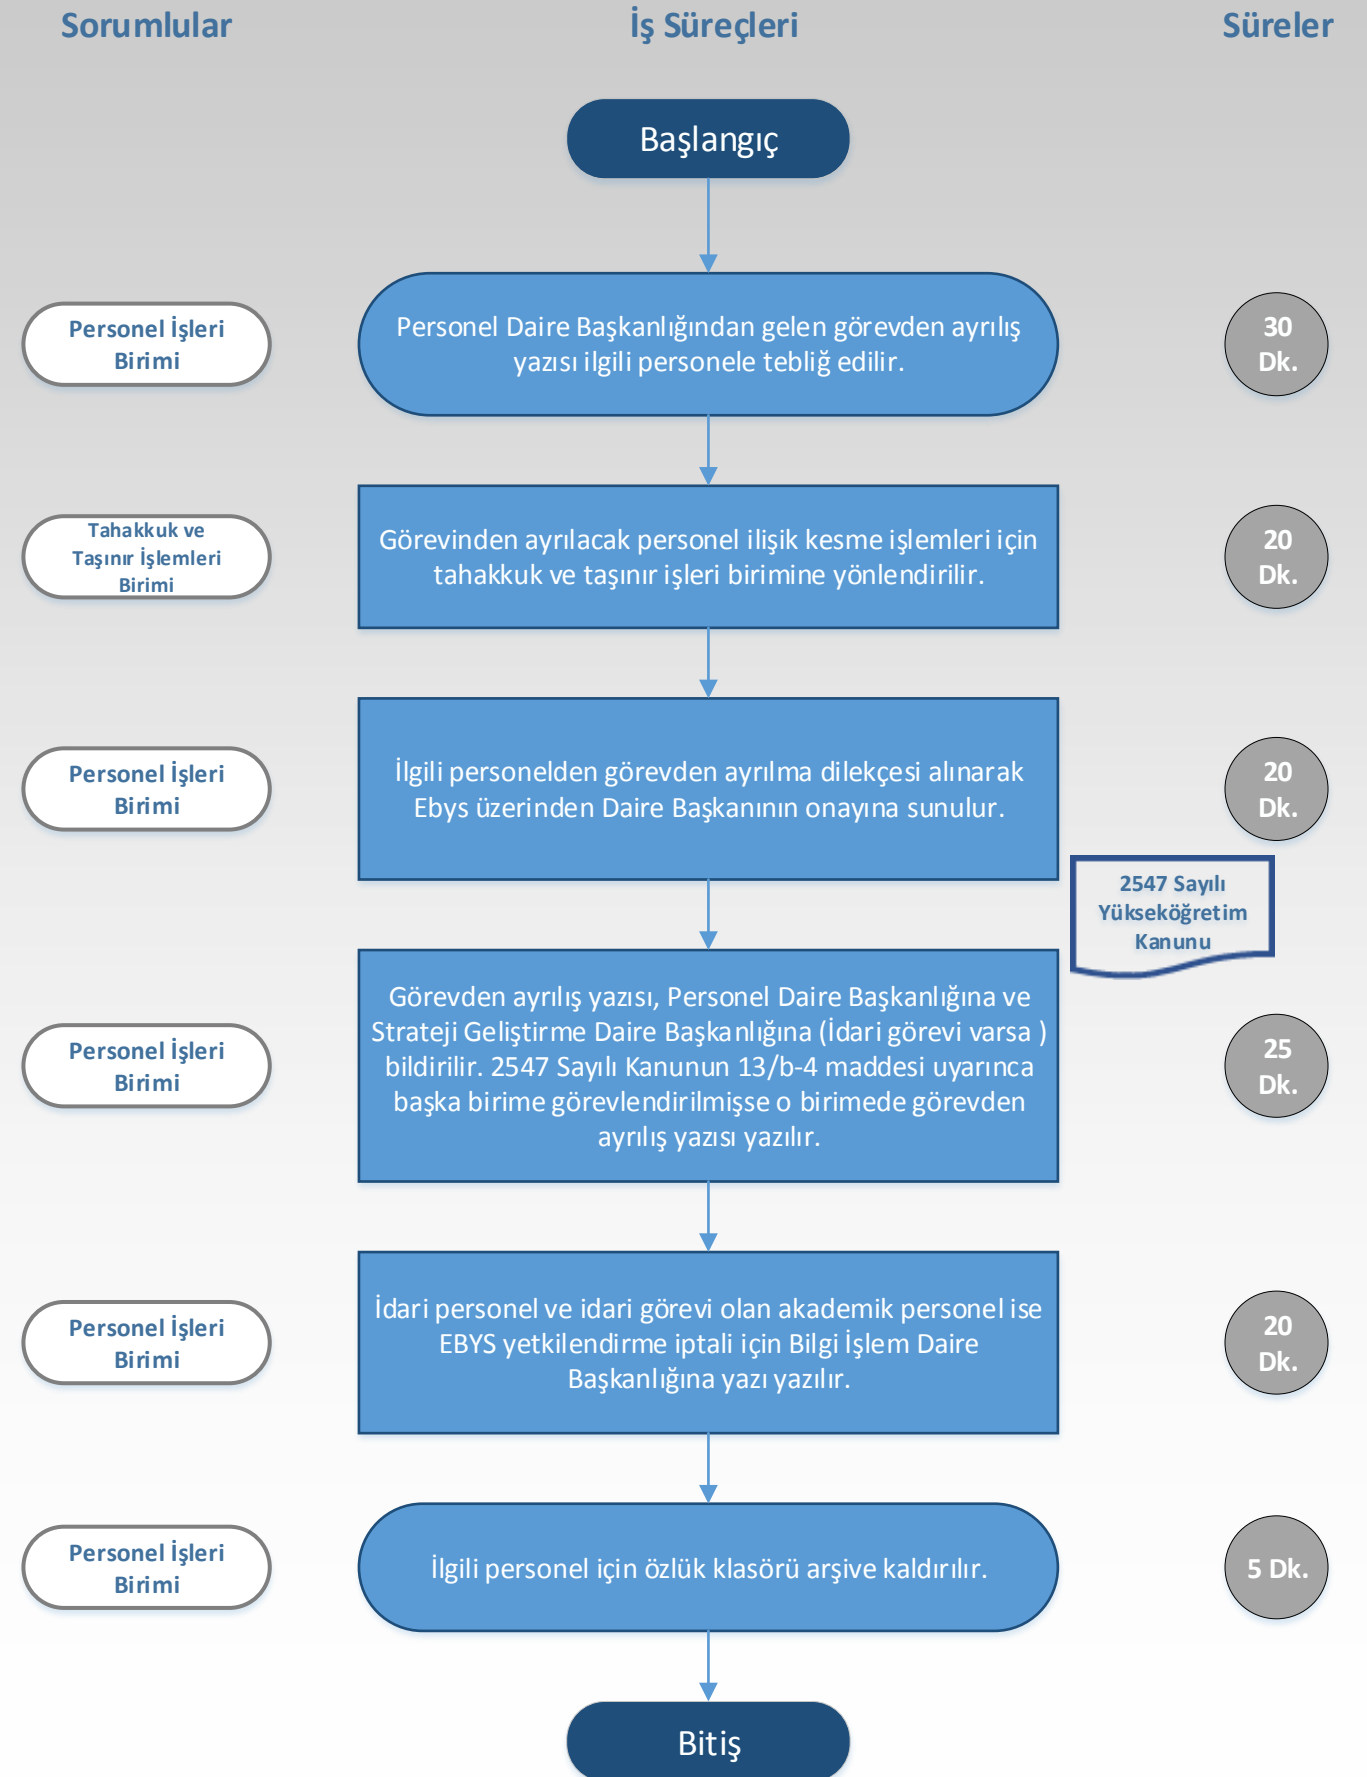 Sorumlular
İş Süreçleri
Süreler
Başlangıç
Personel İşleri
Birimi
Personel Daire Başkanlığından gelen görevden ayrılış
yazısı ilgili personele tebliğ edilir.
30
Dk.
Tahakkuk ve
Taşınır İşlemleri
Birimi
Görevinden ayrılacak personel ilişik kesme işlemleri için
tahakkuk ve taşınır işleri birimine yönlendirilir.
20
Dk.
Personel İşleri
Birimi
İlgili personelden görevden ayrılma dilekçesi alınarak
Ebys üzerinden Daire Başkanının onayına sunulur.
20
Dk.
2547 Sayılı
Yükseköğretim
Kanunu
Personel İşleri
Birimi
Görevden ayrılış yazısı, Personel Daire Başkanlığına ve
Strateji Geliştirme Daire Başkanlığına (İdari görevi varsa )
bildirilir. 2547 Sayılı Kanunun 13/b-4 maddesi uyarınca
başka birime görevlendirilmişse o birimede görevden
ayrılış yazısı yazılır.
25
Dk.
Personel İşleri
Birimi
İdari personel ve idari görevi olan akademik personel ise
EBYS yetkilendirme iptali için Bilgi İşlem Daire
Başkanlığına yazı yazılır.
20
Dk.
Personel İşleri
Birimi
İlgili personel için özlük klasörü arşive kaldırılır.
5 Dk.
Bitiş